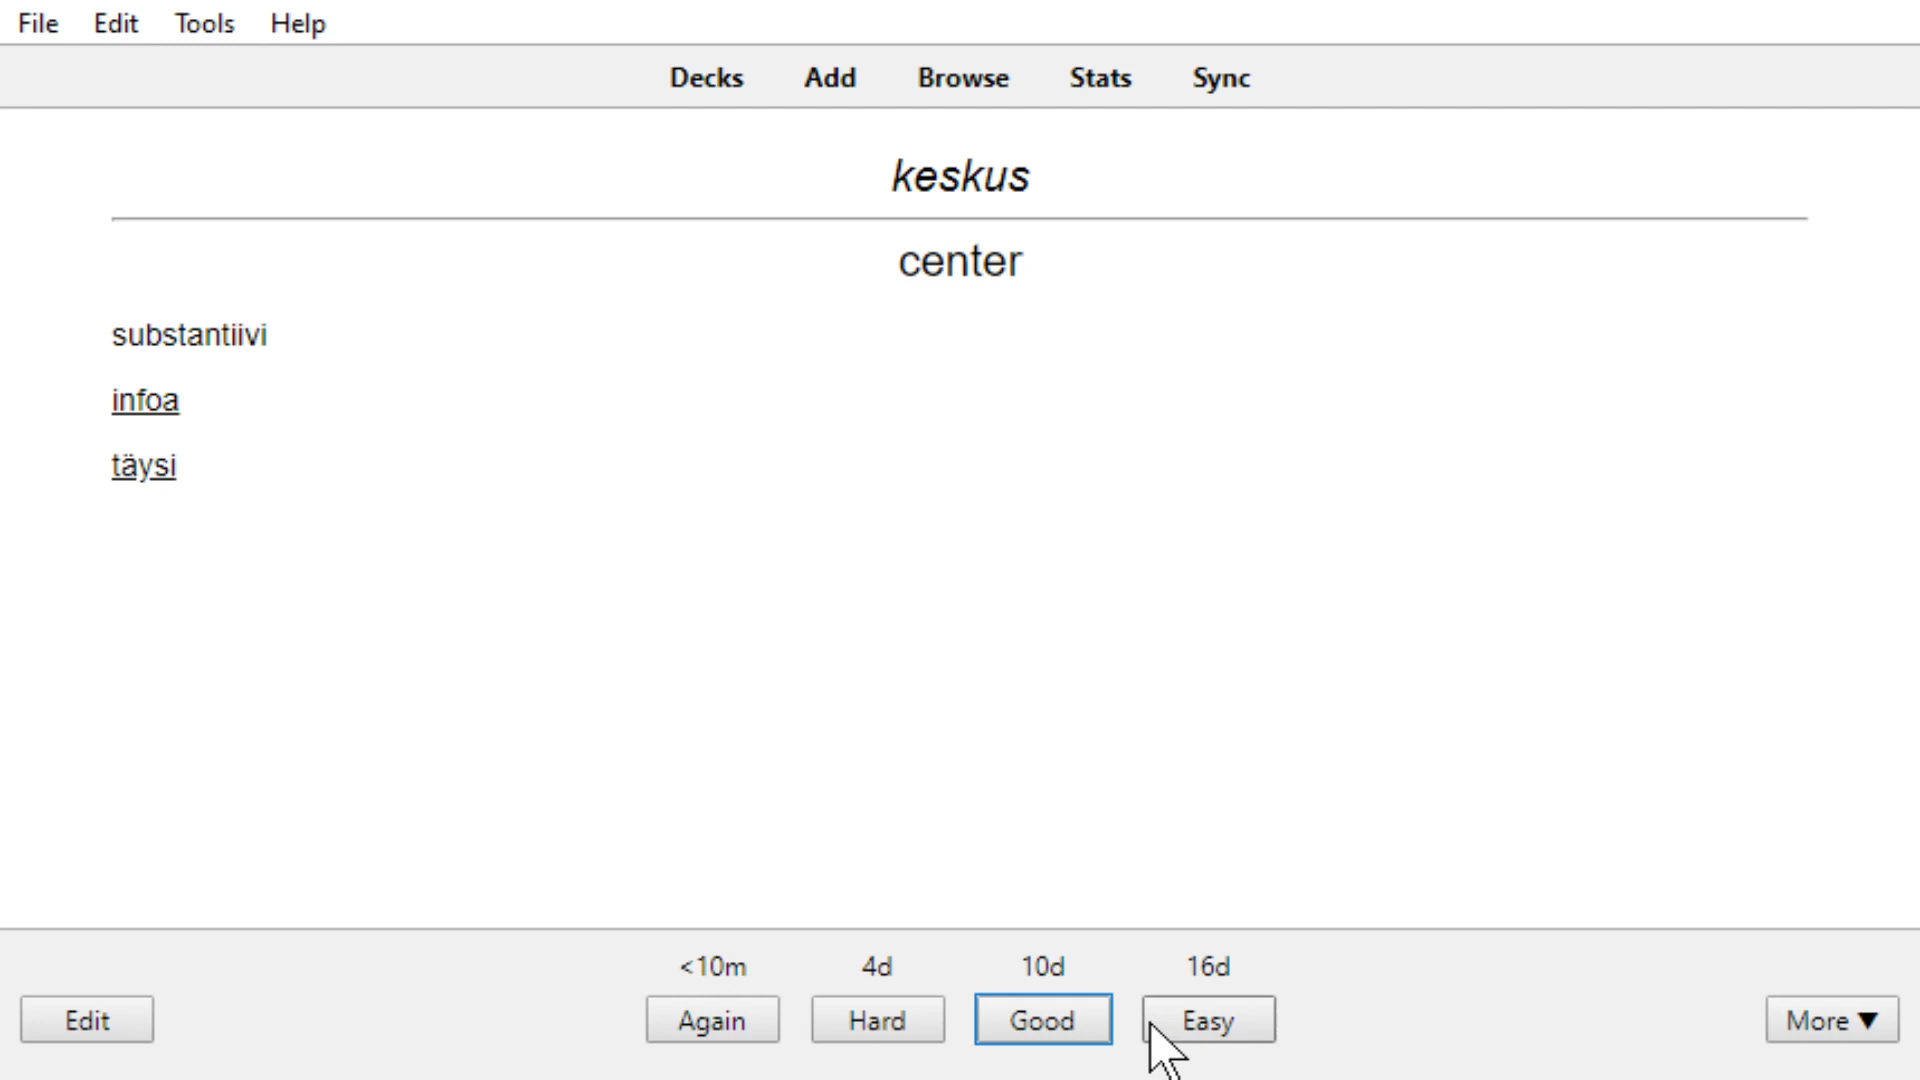 File Edit Tools Help
Decks Add Browse Stats Sync
keskus
center
substantiivi
infoa
täysi
<10m 4d 10d 16d
Edit Again Hard Good Easy More ▼